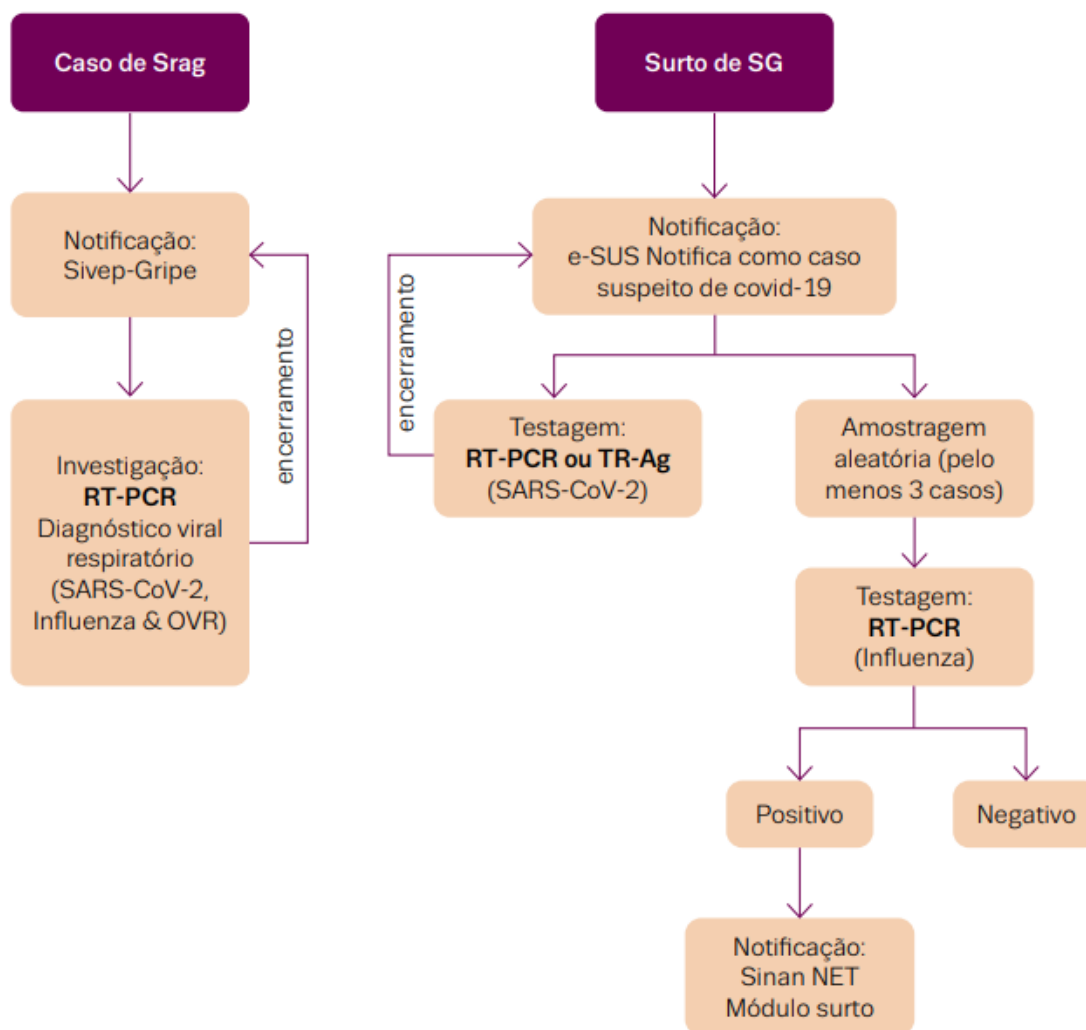 Caso de Srag
Notificação:
Sivep-Gripe
encerramento
Investigação:
RT-PCR
Diagnóstico viral
respiratório
(SARS-CoV-2,
Influenza & OVR)
Surto de SG
Notificação:
e-SUS Notifica como caso
suspeito de covid-19
encerramento
Testagem:
RT-PCR ou TR-Ag
(SARS-CoV-2)
Amostragem
aleatória (pelo
menos 3 casos)
Testagem:
RT-PCR
(Influenza)
Positivo
Negativo
Notificação:
Sinan NET
Módulo surto